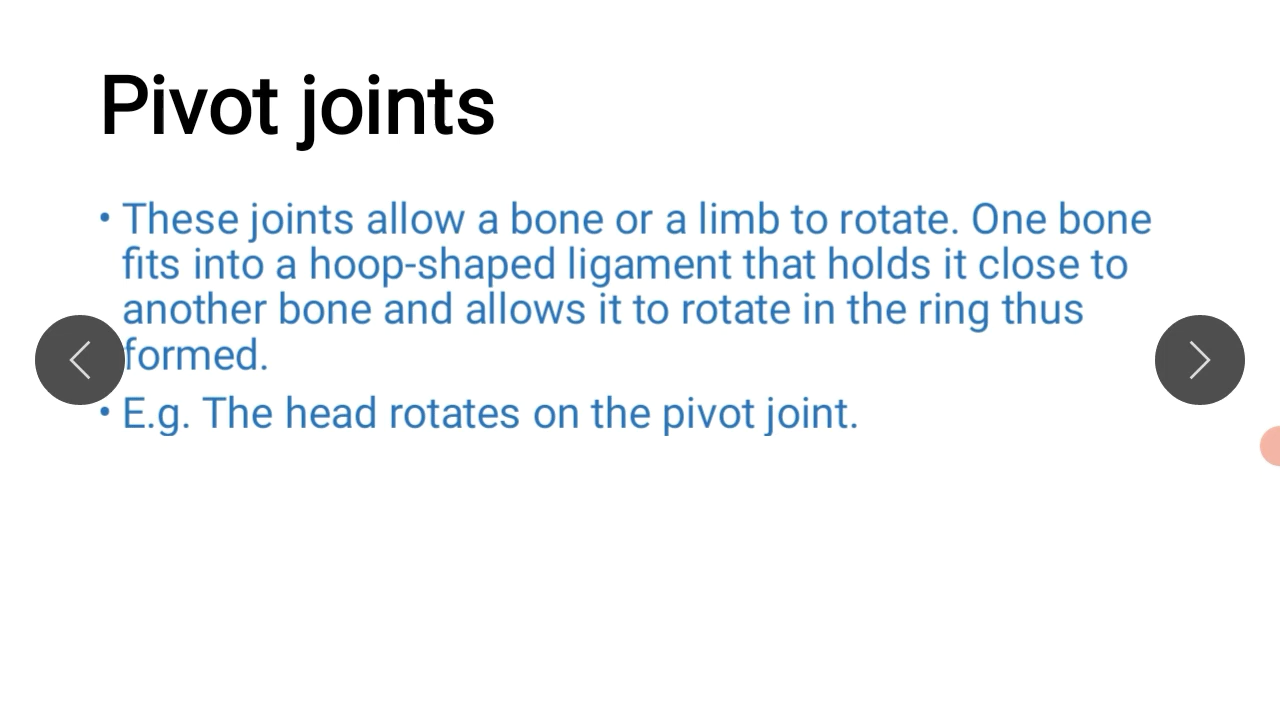 Pivot joints
• These joints allow a bone or a limb to rotate. One bone
fits into a hoop-shaped ligament that holds it close to
another bone and allows it to rotate in the ring thus
formed.
• E.g. The head rotates on the pivot joint.